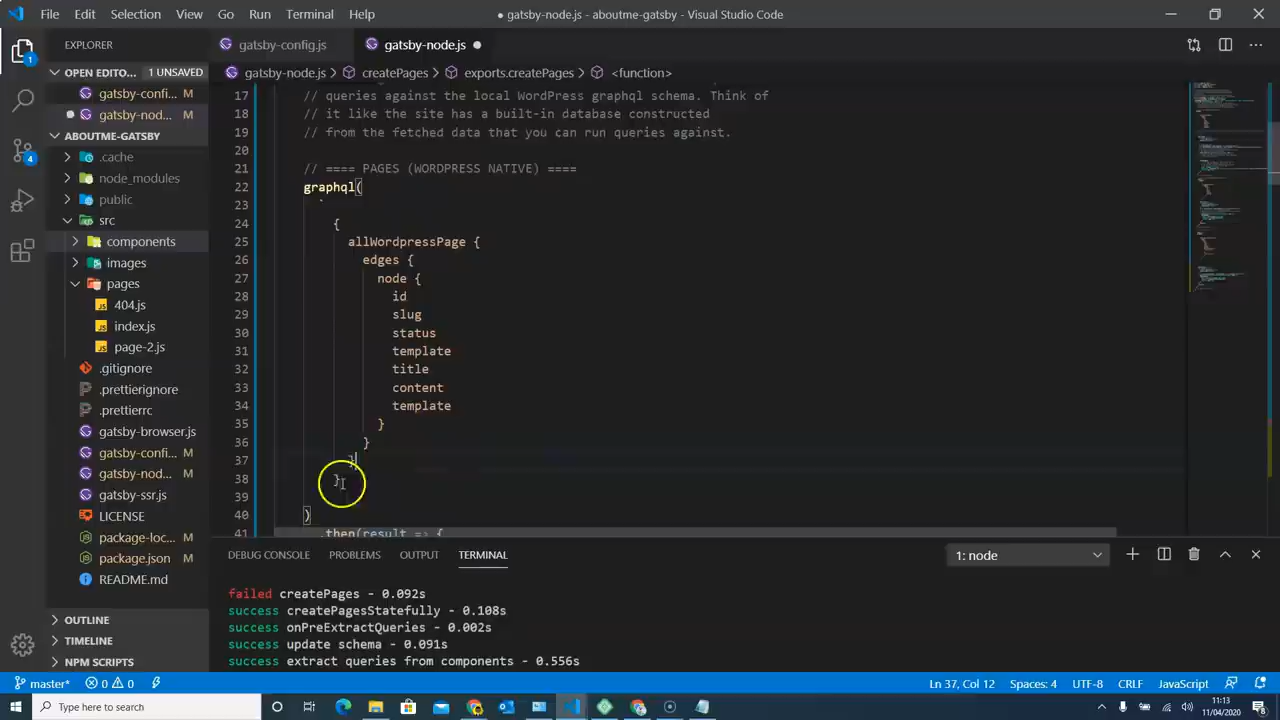 File Edit Selection View Go Run Terminal Help
● gatsby-node.js - aboutme-gatsby - Visual Studio Code
EXPLORER
gatsby-config.js
gatsby-node.js ●
OPEN EDITO... 1 UNSAVED
gatsby-node.js > createPages > exports.createPages > <function>
gatsby-confi... M
gatsby-nod... M
ABOUTME-GATSBY
.cache
node_modules
public
src
components
images
pages
404.js
index.js
page-2.js
.gitignore
.prettierignore
.prettierrc
gatsby-browser.js
gatsby-confi... M
gatsby-nod... M
gatsby-ssr.js
LICENSE
package-loc... M
package.json M
README.md
OUTLINE
TIMELINE
NPM SCRIPTS
17 // queries against the local WordPress graphql schema. Think of
18 // it like the site has a built-in database constructed
19 // from the fetched data that you can run queries against.
20
21 // ==== PAGES (WORDPRESS NATIVE) ====
22 graphql(
23 `
24 {
25 allWordpressPage {
26 edges {
27 node {
28 id
29 slug
30 status
31 template
32 title
33 content
34 template
35 }
36 }
37 }
38 }
39
40 )
41 .then(result => {
DEBUG CONSOLE PROBLEMS OUTPUT TERMINAL 1: node
failed createPages - 0.092s
success createPagesStatefully - 0.108s
success onPreExtractQueries - 0.002s
success update schema - 0.091s
success extract queries from components - 0.556s
master* 0 0 Ln 37, Col 12 Spaces: 4 UTF-8 CRLF JavaScript
Type here to search
11:13
11/04/2020